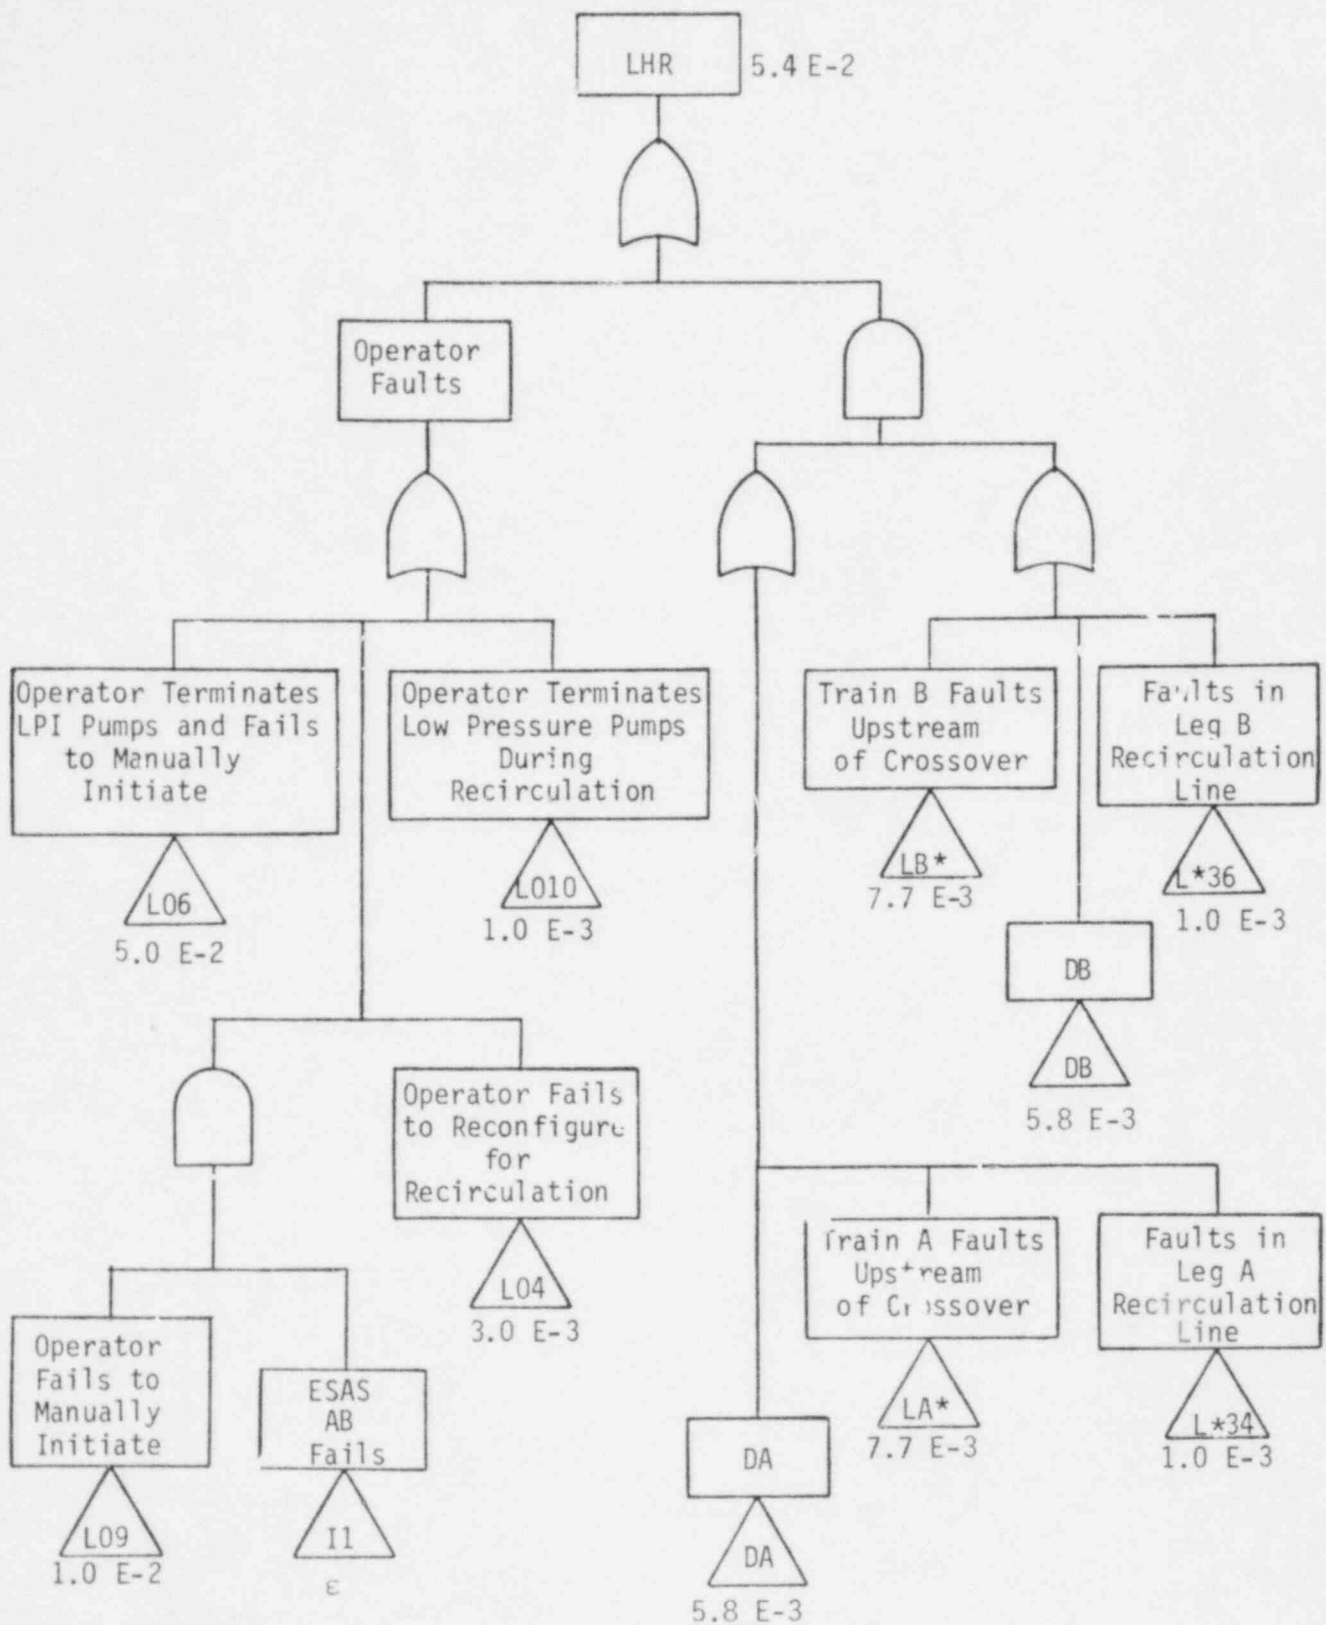 LHR
5.4 E-2
Operator
Faults
Operator Terminates
LPI Pumps and Fails
to Manually
Initiate
LO6
5.0 E-2
Operator Terminates
Low Pressure Pumps
During
Recirculation
LO10
1.0 E-3
Train B Faults
Upstream
of Crossover
LB*
7.7 E-3
Faults in
Leg B
Recirculation
Line
L*36
1.0 E-3
DB
DB
5.8 E-3
Operator Fails
to Reconfigure
for
Recirculation
LO4
3.0 E-3
Operator
Fails to
Manually
Initiate
LO9
1.0 E-2
ESAS
AB
Fails
I1
ε
Train A Faults
Upstream
of Crossover
LA*
7.7 E-3
Faults in
Leg A
Recirculation
Line
L*34
1.0 E-3
DA
DA
5.8 E-3